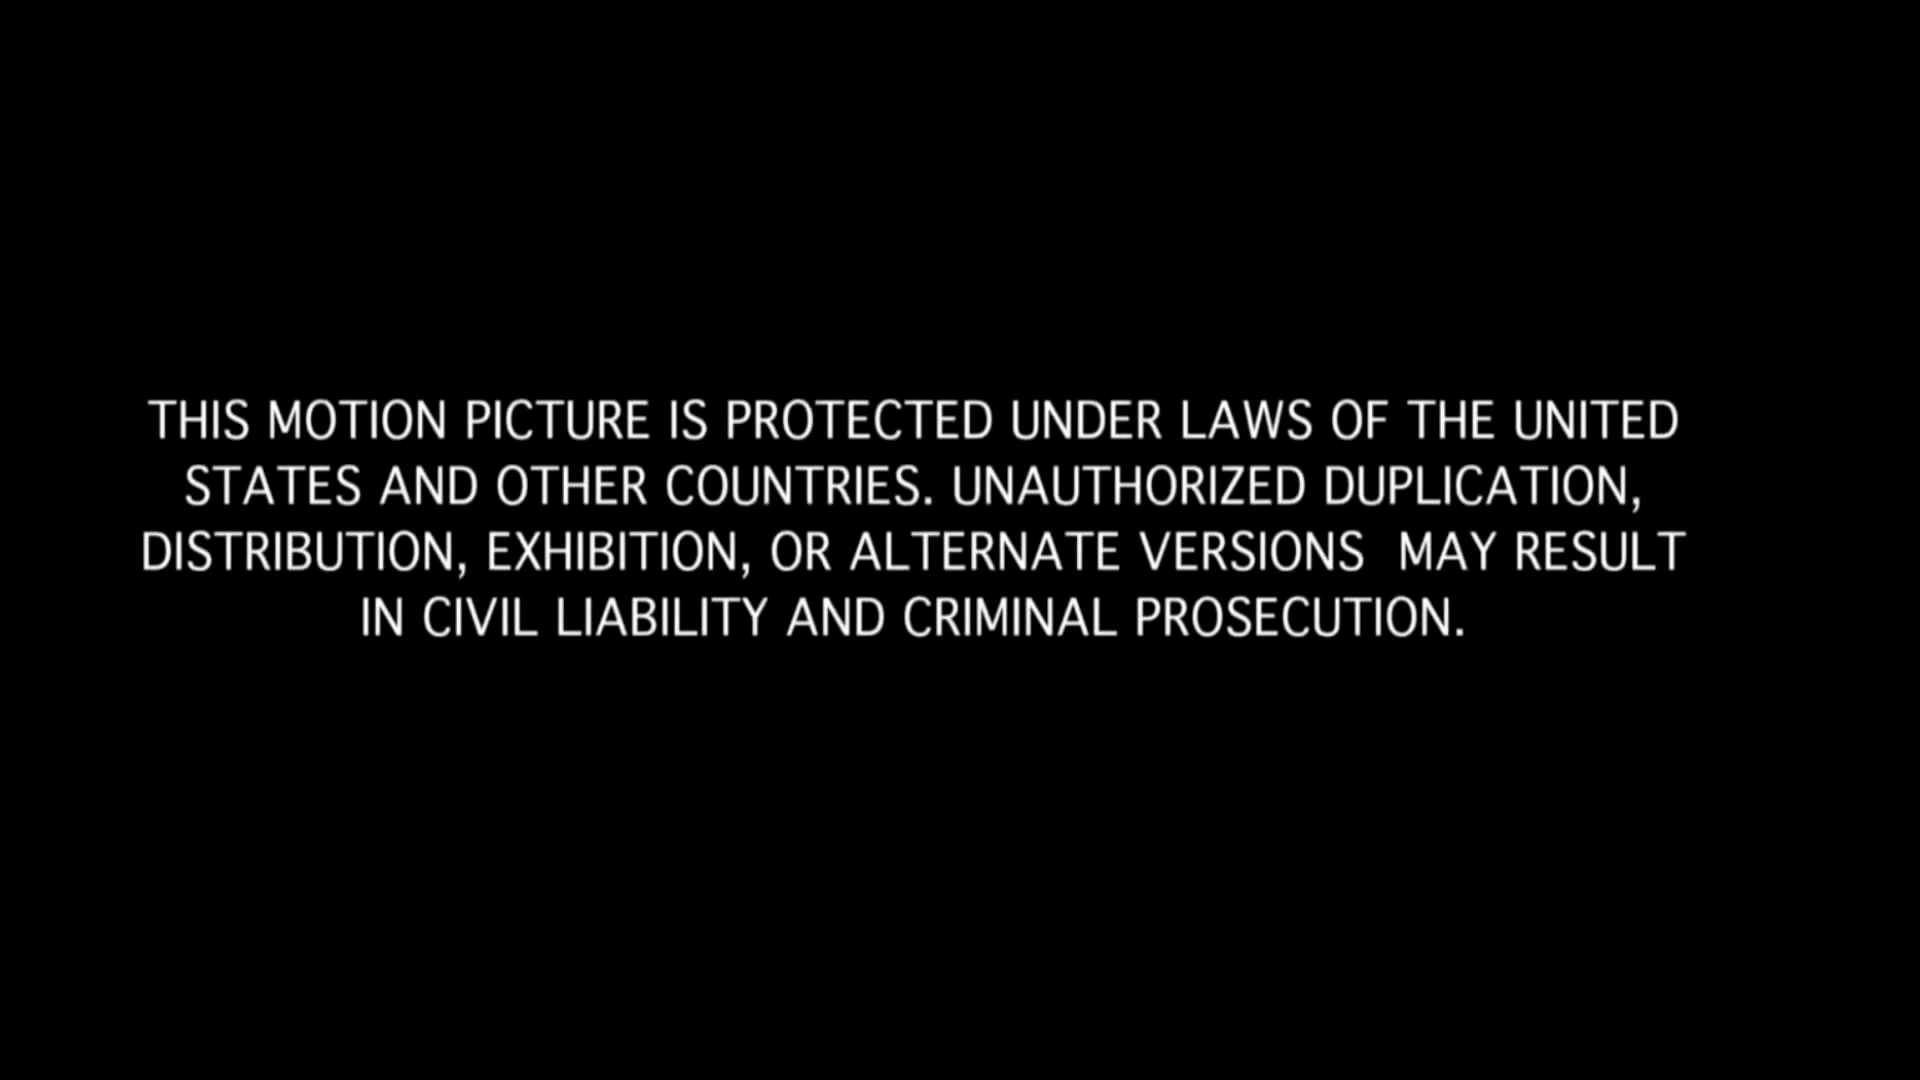 THIS MOTION PICTURE IS PROTECTED UNDER LAWS OF THE UNITED
STATES AND OTHER COUNTRIES. UNAUTHORIZED DUPLICATION,
DISTRIBUTION, EXHIBITION, OR ALTERNATE VERSIONS  MAY RESULT
IN CIVIL LIABILITY AND CRIMINAL PROSECUTION.